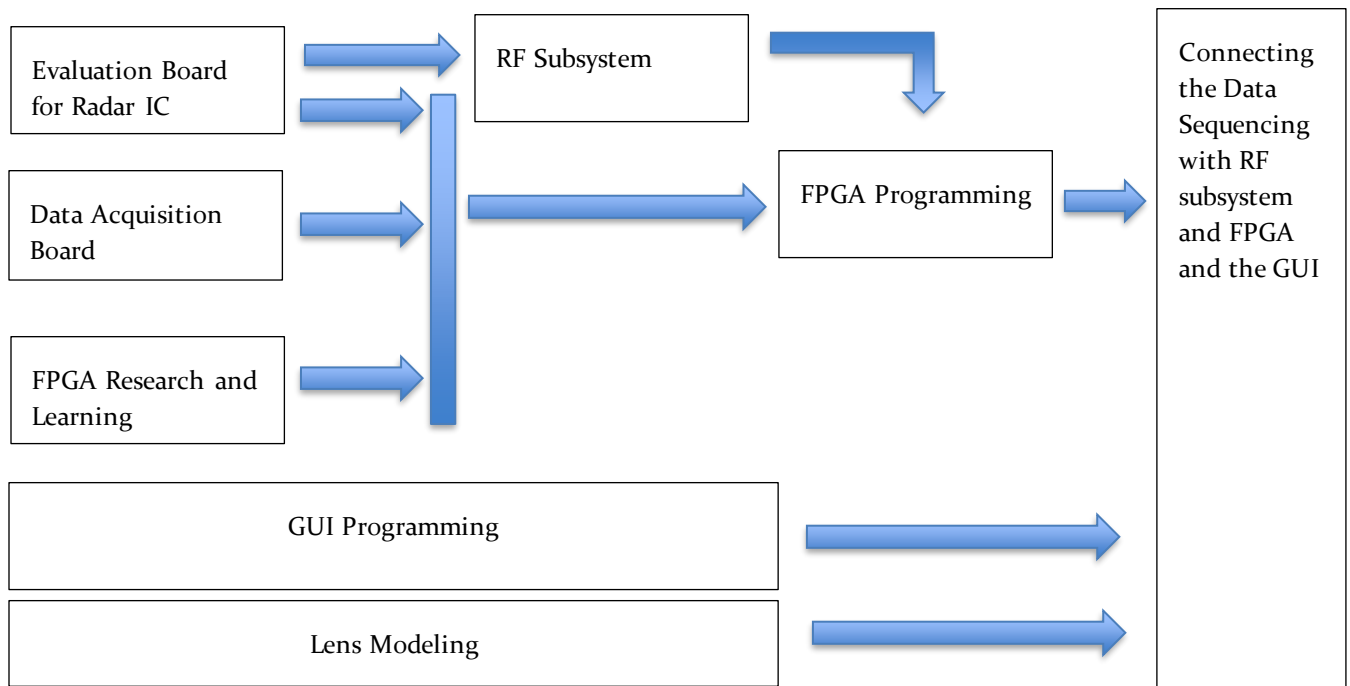 Evaluation Board
for Radar IC
RF Subsystem
Data Acquisition
Board
FPGA Programming
FPGA Research and
Learning
GUI Programming
Lens Modeling
Connecting
the Data
Sequencing
with RF
subsystem
and FPGA
and the GUI